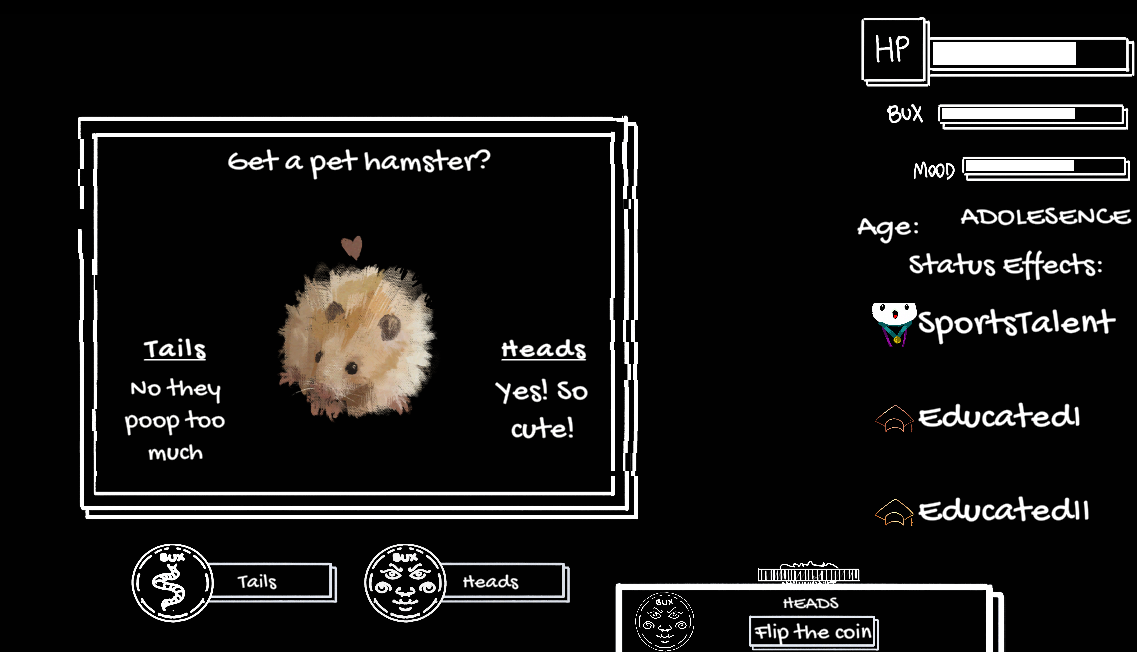 Get a pet hamster?
Tails
No they
poop too
much
Heads
Yes! So
cute!
HP
BUX
MOOD
Age: ADOLESENCE
Status Effects:
SportsTalent
EducatedI
EducatedII
BUX
Tails
BUX
Heads
BUX
HEADS
Flip the coin